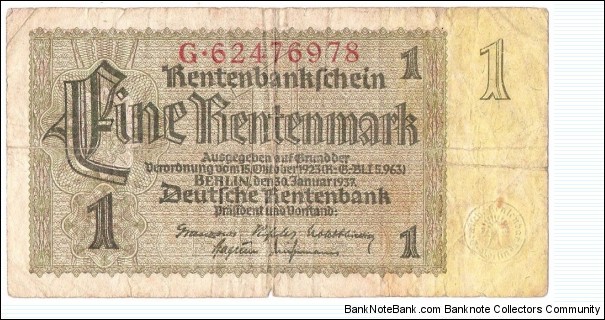 G·62476978
1
Rentenbankschein
1
Eine Rentenmark
Ausgegeben auf Grund der
Verordnung vom 15. Oktober 1923 (R-G-Bl I S. 963)
BERLIN, den 30. Januar 1937
Deutsche Rentenbank
Präsident und Vorstand:
1
1
BankNoteBank.com - Banknote Collectors Community